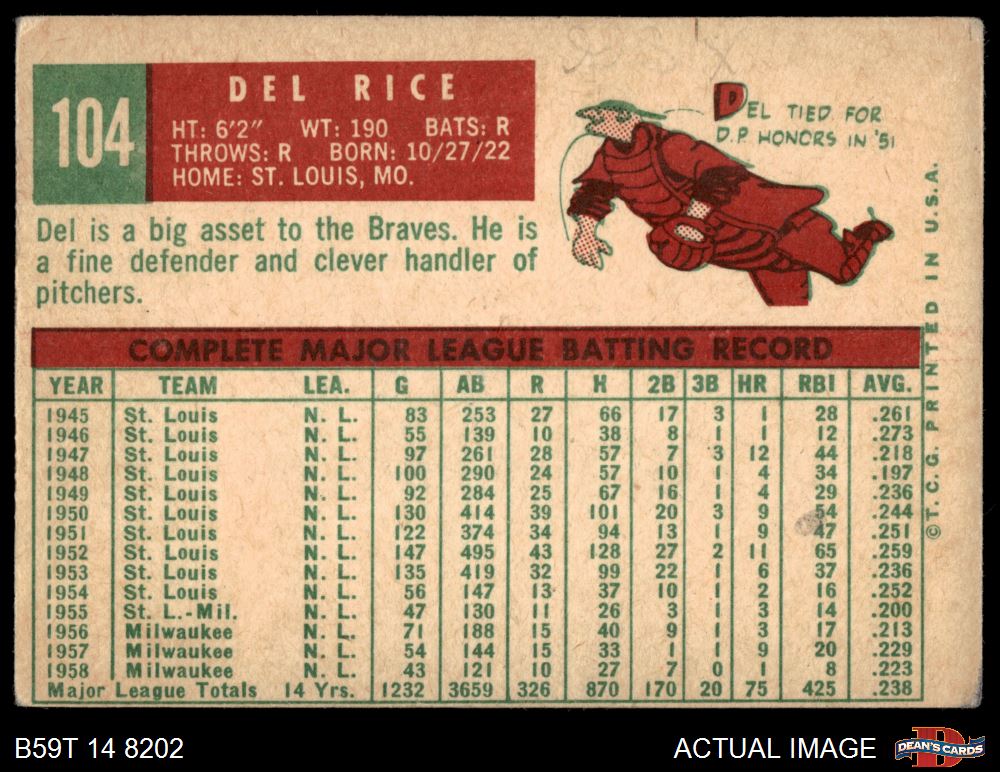 104
DEL RICE
HT: 6'2" WT: 190 BATS: R
THROWS: R BORN: 10/27/22
HOME: ST. LOUIS, MO.
DEL TIED FOR
D.P. HONORS IN '51
Del is a big asset to the Braves. He is
a fine defender and clever handler of
pitchers.
COMPLETE MAJOR LEAGUE BATTING RECORD
YEAR TEAM LEA. G AB R H 2B 3B HR RBI AVG.
1945 St. Louis N. L. 83 253 27 66 17 3 1 28 .261
1946 St. Louis N. L. 55 139 10 38 8 1 1 12 .273
1947 St. Louis N. L. 97 261 28 57 7 3 12 44 .218
1948 St. Louis N. L. 100 290 24 57 10 1 4 34 .197
1949 St. Louis N. L. 92 284 25 67 16 1 4 29 .236
1950 St. Louis N. L. 130 414 39 101 20 3 9 54 .244
1951 St. Louis N. L. 122 374 34 94 13 1 9 47 .251
1952 St. Louis N. L. 147 495 43 128 27 2 11 65 .259
1953 St. Louis N. L. 135 419 32 99 22 1 6 37 .236
1954 St. Louis N. L. 56 147 13 37 10 1 2 16 .252
1955 St. L.-Mil. N. L. 47 130 11 26 3 1 3 14 .200
1956 Milwaukee N. L. 71 188 15 40 9 1 3 17 .213
1957 Milwaukee N. L. 54 144 15 33 1 1 9 20 .229
1958 Milwaukee N. L. 43 121 10 27 7 0 1 8 .223
Major League Totals 14 Yrs. 1232 3659 326 870 170 20 75 425 .238
© T. C. G. PRINTED IN U.S.A.
B59T 14 8202
ACTUAL IMAGE
DEAN'S CARDS